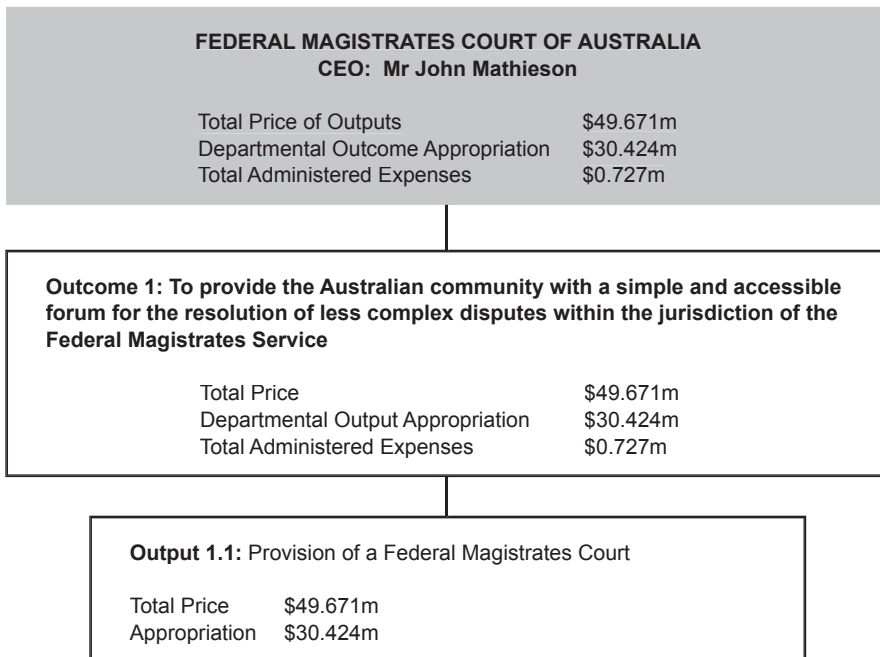 FEDERAL MAGISTRATES COURT OF AUSTRALIA
CEO: Mr John Mathieson
Total Price of Outputs $49.671m
Departmental Outcome Appropriation $30.424m
Total Administered Expenses $0.727m
Outcome 1: To provide the Australian community with a simple and accessible
forum for the resolution of less complex disputes within the jurisdiction of the
Federal Magistrates Service
Total Price $49.671m
Departmental Output Appropriation $30.424m
Total Administered Expenses $0.727m
Output 1.1: Provision of a Federal Magistrates Court
Total Price $49.671m
Appropriation $30.424m